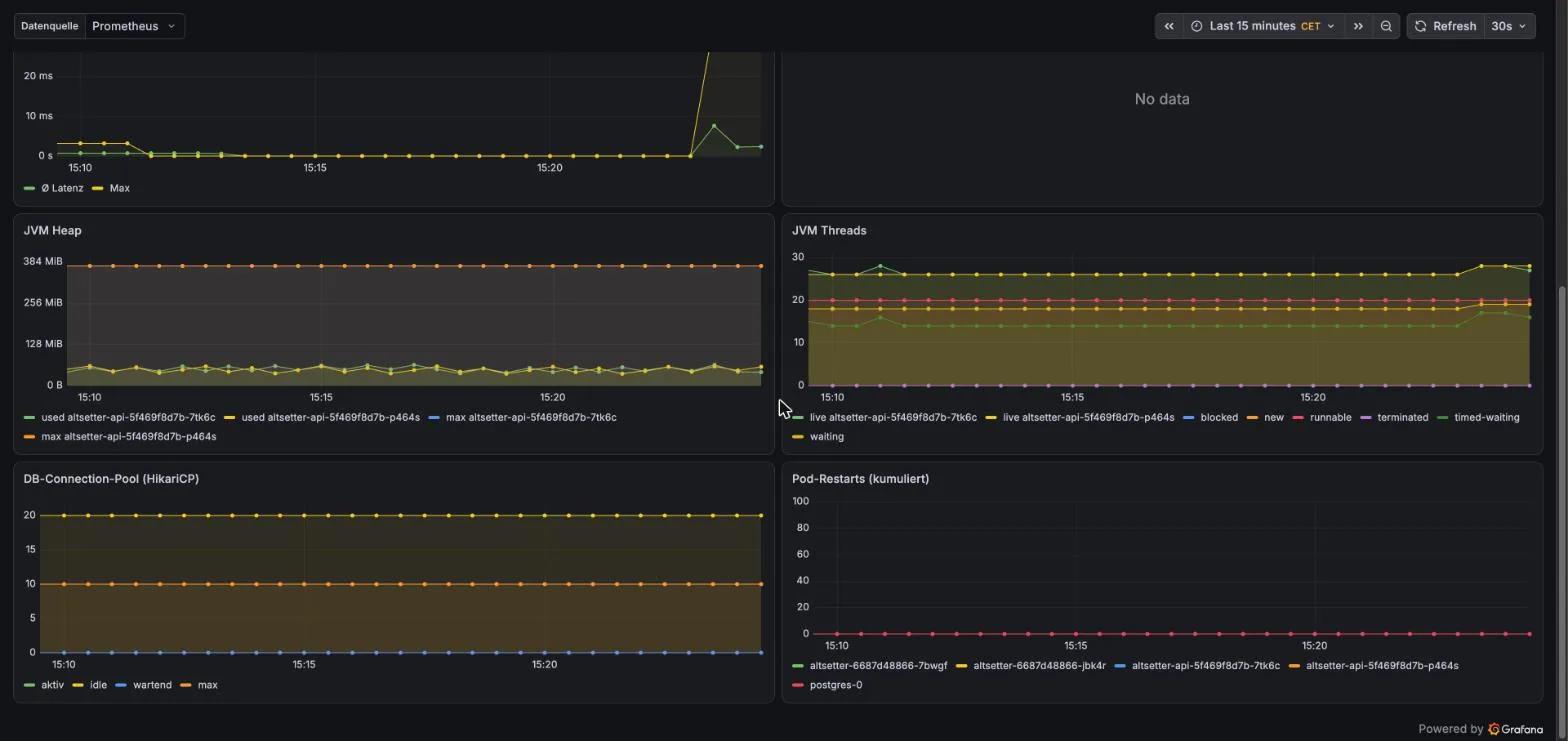 Datenquelle Prometheus Last 15 minutes CET Refresh 30s
20 ms
10 ms
0 s
15:10 15:15 15:20
Ø Latenz Max
No data
JVM Heap
384 MiB
256 MiB
128 MiB
0 B
15:10 15:15 15:20
used altsetter-api-5f469f8d7b-7tk6c used altsetter-api-5f469f8d7b-p464s max altsetter-api-5f469f8d7b-7tk6c
max altsetter-api-5f469f8d7b-p464s
JVM Threads
30
20
10
0
15:10 15:15 15:20
live altsetter-api-5f469f8d7b-7tk6c live altsetter-api-5f469f8d7b-p464s blocked new runnable terminated timed-waiting
waiting
DB-Connection-Pool (HikariCP)
20
15
10
5
0
15:10 15:15 15:20
aktiv idle wartend max
Pod-Restarts (kumuliert)
100
80
60
40
20
0
15:10 15:15 15:20
altsetter-6687d48866-7bwgf altsetter-6687d48866-jbk4r altsetter-api-5f469f8d7b-7tk6c altsetter-api-5f469f8d7b-p464s
postgres-0
Powered by Grafana